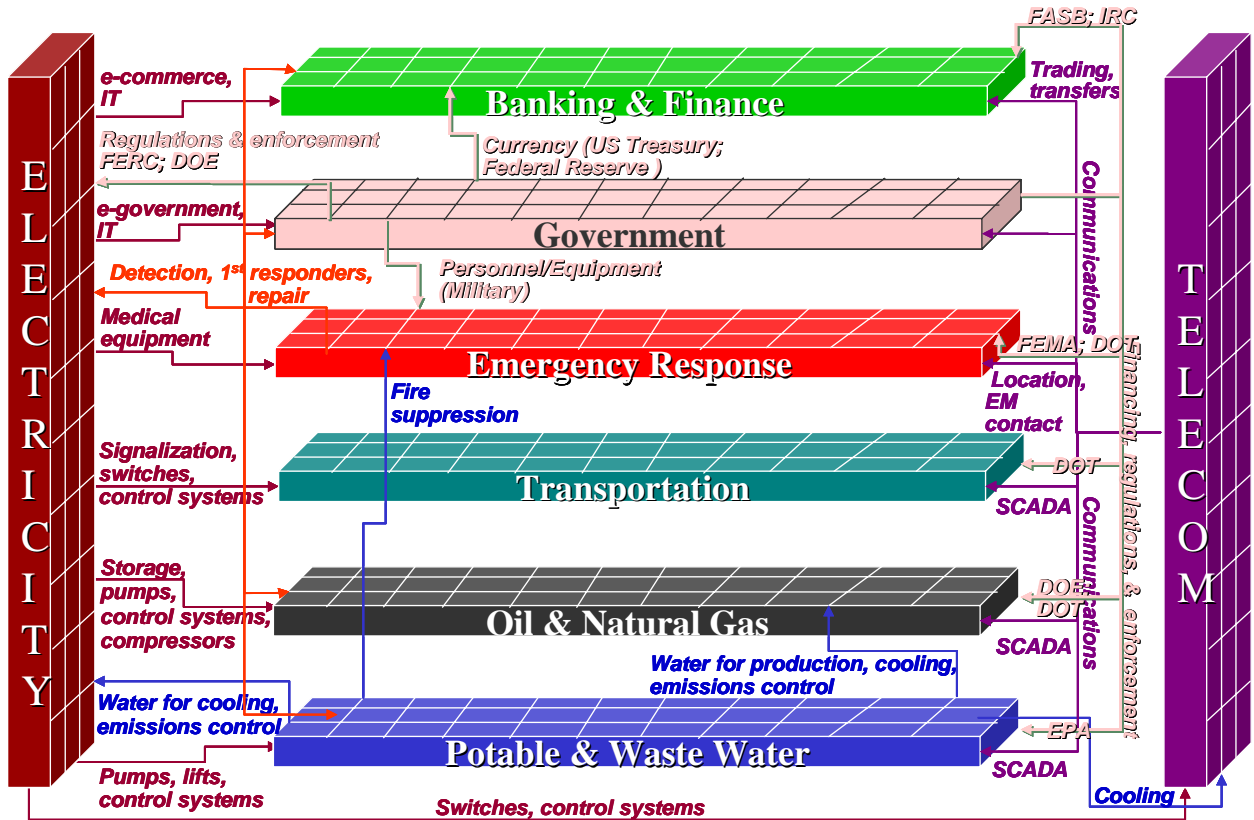 FASB; IRC
e-commerce,
IT
Trading,
transfers
Banking & Finance
Regulations & enforcement
FERC; DOE
Currency (US Treasury;
Federal Reserve )
ELECTRICITY
e-government,
IT
Government
Communications
Detection, 1st responders,
repair
Personnel/Equipment
(Military)
TELECOM
Medical
equipment
Emergency Response
FEMA; DOT
Financing, regulations, & enforcement
Fire
suppression
Location,
EM
contact
Signalization,
switches,
control systems
Transportation
DOT
SCADA
Communications
Storage,
pumps,
control systems,
compressors
Oil & Natural Gas
DOE
DOT
SCADA
Water for production, cooling,
emissions control
Water for cooling,
emissions control
Potable & Waste Water
EPA
SCADA
Pumps, lifts,
control systems
Cooling
Switches, control systems